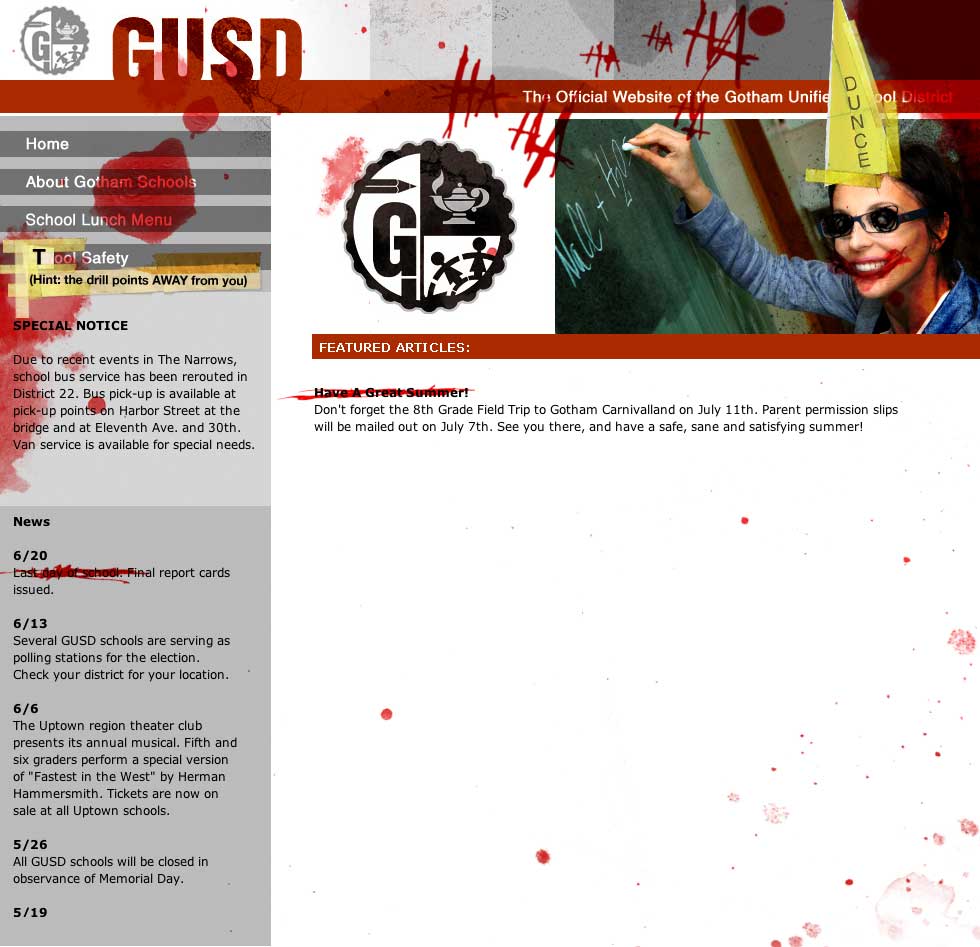 GUSD
HA HA HA HA HA HA
The Official Website of the Gotham Unified School District
DUNCE
Home
About Gotham Schools
School Lunch Menu
Tool Safety
(Hint: the drill points AWAY from you)
G
SPECIAL NOTICE
Due to recent events in The Narrows,
school bus service has been rerouted in
District 22. Bus pick-up is available at
pick-up points on Harbor Street at the
bridge and at Eleventh Ave. and 30th.
Van service is available for special needs.
FEATURED ARTICLES:
Have A Great Summer!
Don't forget the 8th Grade Field Trip to Gotham Carnivalland on July 11th. Parent permission slips
will be mailed out on July 7th. See you there, and have a safe, sane and satisfying summer!
News
6/20
Last day of school. Final report cards
issued.
6/13
Several GUSD schools are serving as
polling stations for the election.
Check your district for your location.
6/6
The Uptown region theater club
presents its annual musical. Fifth and
six graders perform a special version
of "Fastest in the West" by Herman
Hammersmith. Tickets are now on
sale at all Uptown schools.
5/26
All GUSD schools will be closed in
observance of Memorial Day.
5/19